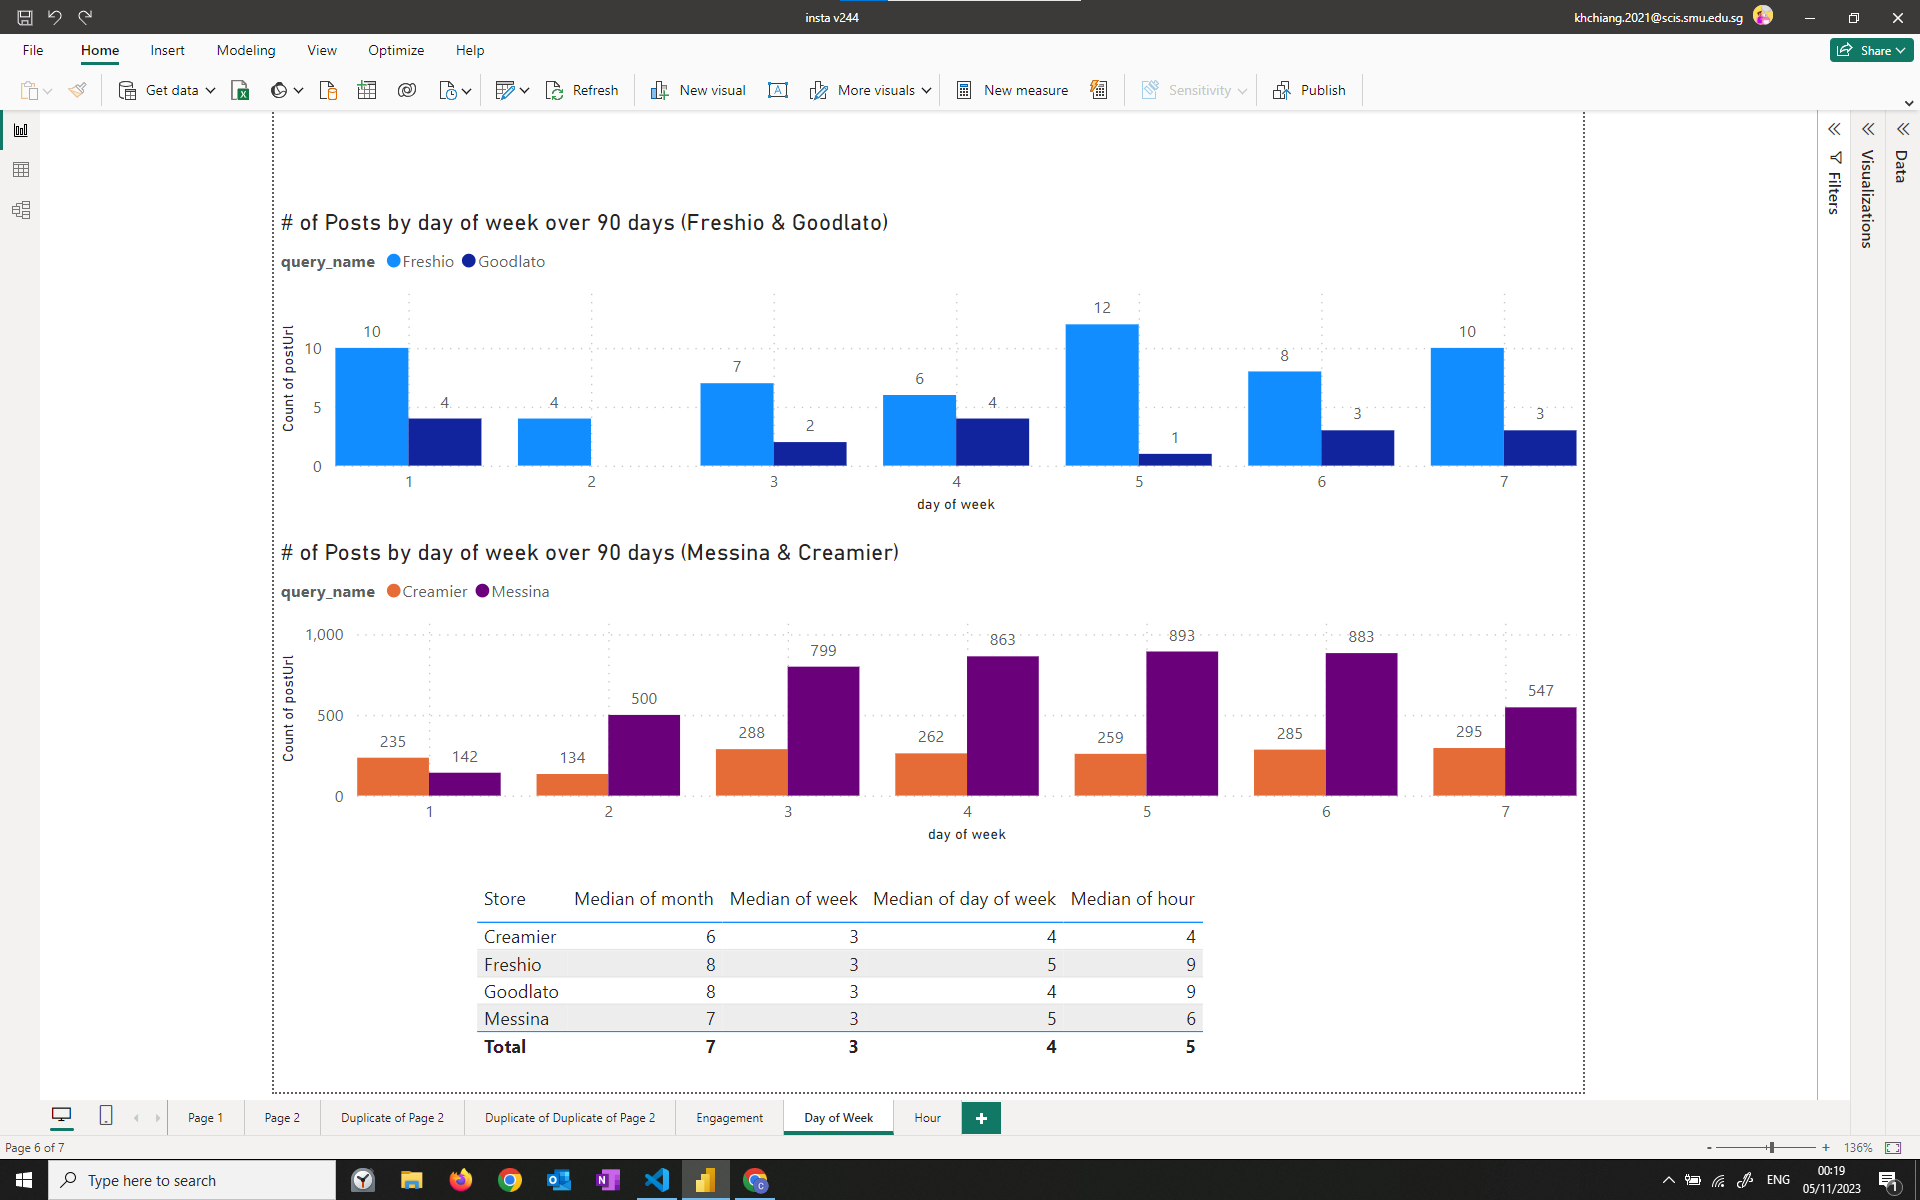 insta v244
khchiang.2021@scis.smu.edu.sg
File Home Insert Modeling View Optimize Help
Share
Get data Refresh New visual More visuals New measure Sensitivity Publish
Filters
Visualizations
Data
# of Posts by day of week over 90 days (Freshio & Goodlato)
query_name Freshio Goodlato
Count of postUrl
10
5
0
10 4 4 7 2 6 4 12 1 8 3 10 3
1 2 3 4 5 6 7
day of week
# of Posts by day of week over 90 days (Messina & Creamier)
query_name Creamier Messina
Count of postUrl
1,000
500
0
235 142 134 500 288 799 262 863 259 893 285 883 295 547
1 2 3 4 5 6 7
day of week
Store Median of month Median of week Median of day of week Median of hour
Creamier 6 3 4 4
Freshio 8 3 5 9
Goodlato 8 3 4 9
Messina 7 3 5 6
Total 7 3 4 5
Page 1 Page 2 Duplicate of Page 2 Duplicate of Duplicate of Page 2 Engagement Day of Week Hour +
Page 6 of 7
- + 136%
Type here to search
ENG
00:19
05/11/2023
1